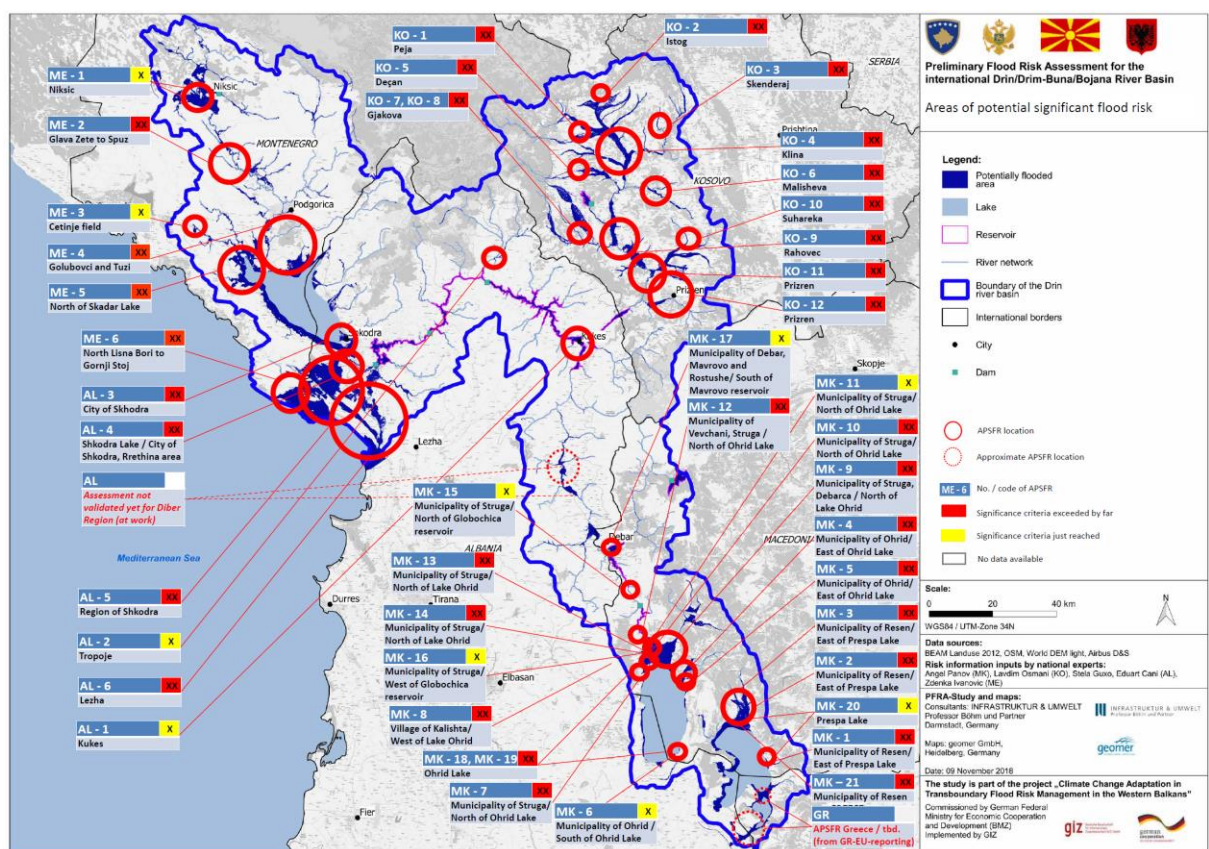 Preliminary Flood Risk Assessment for the
international Drin/Drim-Buna/Bojana River Basin
Areas of potential significant flood risk
Legend:
Potentially flooded
area
Lake
Reservoir
River network
Boundary of the Drin
river basin
International borders
City
Dam
APSFR location
Approximate APSFR location
ME - 6 No. / code of APSFR
Significance criteria exceeded by far
Significance criteria just reached
No data available
Scale:
0 20 40 km
N
WGS84 / UTM-Zone 34N
Data sources:
BEAM Landuse 2012, OSM, World DEM light, Airbus D&S
Risk information inputs by national experts:
Angel Panov (MK), Lavdim Osmani (KO), Stela Guxo, Eduart Cani (AL),
Zdenka Ivanovic (ME)
PFRA-Study and maps:
Consultants: INFRASTRUKTUR & UMWELT
Professor Böhm und Partner
Darmstadt, Germany
INFRASTRUKTUR & UMWELT
Professor Böhm und Partner
Maps: geomer GmbH,
Heidelberg, Germany
geomer
Date: 09 November 2018
The study is part of the project „Climate Change Adaptation in
Transboundary Flood Risk Management in the Western Balkans"
Commissioned by German Federal
Ministry for Economic Cooperation
and Development (BMZ)
Implemented by GIZ
giz
german
cooperation
ME - 1 X
Niksic
ME - 2 XX
Glava Zete to Spuz
ME - 3 X
Cetinje field
ME - 4 XX
Golubovci and Tuzi
ME - 5 XX
North of Skadar Lake
ME - 6 XX
North Lisna Bori to
Gornji Stoj
AL - 3 XX
City of Skhodra
AL - 4 XX
Shkodra Lake / City of
Shkodra, Rrethina area
AL
Assessment not
validated yet for Diber
Region (at work)
Mediterranean Sea
AL - 5 XX
Region of Shkodra
AL - 2 X
Tropoje
AL - 6 XX
Lezha
AL - 1 X
Kukes
KO - 1 XX
Peja
KO - 5 XX
Deçan
KO - 7, KO - 8 XX
Gjakova
KO - 2 XX
Istog
KO - 3 XX
Skenderaj
KO - 4 XX
Klina
KO - 6 XX
Malisheva
KO - 10 XX
Suhareka
KO - 9 XX
Rahovec
KO - 11 XX
Prizren
KO - 12 XX
Prizren
MK - 17 X
Municipality of Debar,
Mavrovo and
Rostushe/ South of
Mavrovo reservoir
MK - 12 XX
Municipality of
Vevchani, Struga /
North of Ohrid Lake
MK - 11 X
Municipality of Struga/
North of Ohrid Lake
MK - 10 XX
Municipality of Struga/
North of Ohrid Lake
MK - 9 XX
Municipality of Struga,
Debarca / North of
Lake Ohrid
MK - 4 XX
Municipality of Ohrid/
East of Ohrid Lake
MK - 5 XX
Municipality of Ohrid/
East of Ohrid Lake
MK - 3 XX
Municipality of Resen/
East of Prespa Lake
MK - 2 XX
Municipality of Resen/
East of Prespa Lake
MK - 20 X
Prespa Lake
MK - 1 XX
Municipality of Resen/
East of Prespa Lake
MK – 21 XX
Municipality of Resen
GR
APSFR Greece / tbd.
(from GR-EU-reporting)
MK - 15 X
Municipality of Struga/
North of Globochica
reservoir
MK - 13 XX
Municipality of Struga/
North of Lake Ohrid
MK - 14 XX
Municipality of Struga/
North of Lake Ohrid
MK - 16 X
Municipality of Struga/
West of Globochica
reservoir
MK - 8 XX
Village of Kalishta/
West of Lake Ohrid
MK - 18, MK - 19 XX
Ohrid Lake
MK - 7 XX
Municipality of Struga/
North of Ohrid Lake
MK - 6 X
Municipality of Ohrid /
South of Ohrid Lake
SERBIA
MONTENEGRO
KOSOVO
ALBANIA
MACEDONIA
Niksic
Podgorica
Shkodra
Prishtina
Prizren
Kukes
Skopje
Lezha
Debar
Durres
Tirana
Elbasan
Fier